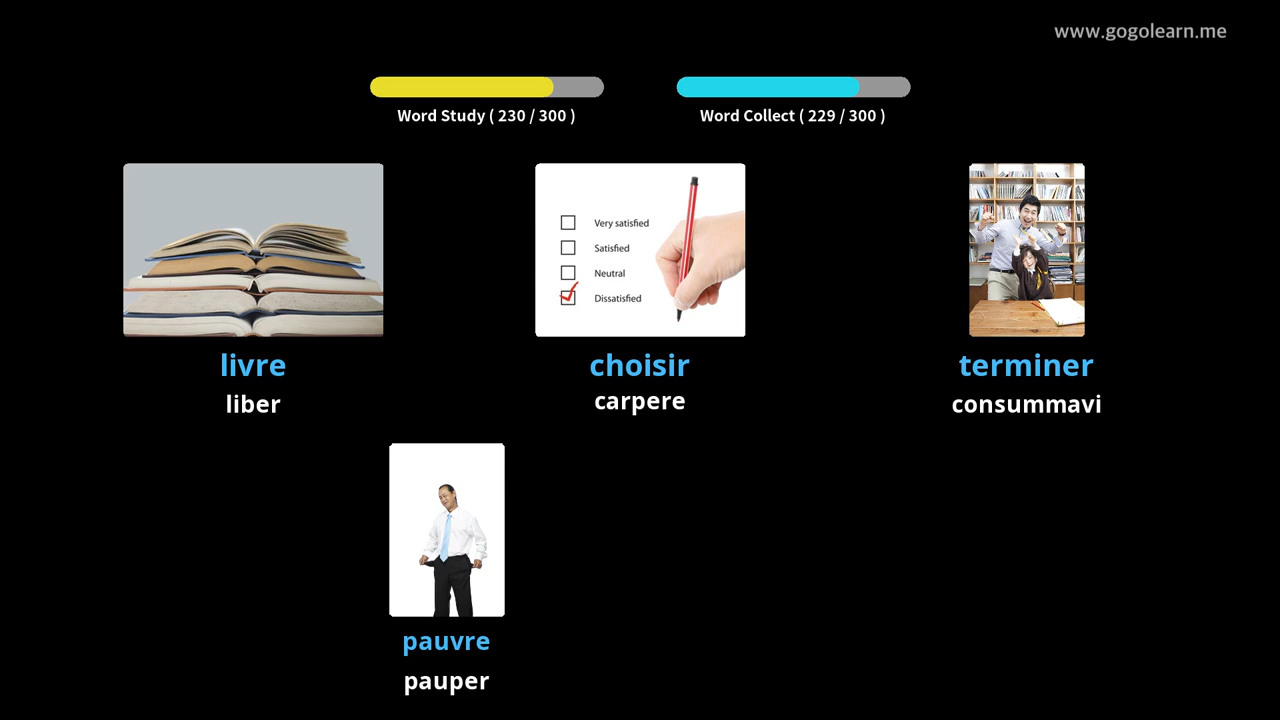 www.gogolearn.me
Word Study ( 230 / 300 )
Word Collect ( 229 / 300 )
Very satisfied
Satisfied
Neutral
Dissatisfied
livre
choisir
terminer
liber
carpere
consummavi
pauvre
pauper